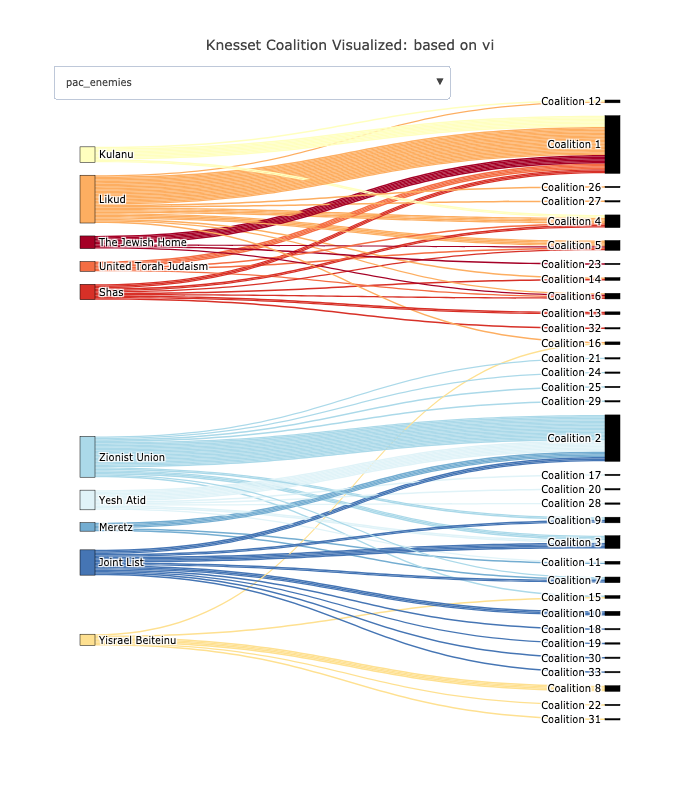 Knesset Coalition Visualized: based on vi
pac_enemies
Kulanu
Likud
The Jewish Home
United Torah Judaism
Shas
Zionist Union
Yesh Atid
Meretz
Joint List
Yisrael Beiteinu
Coalition 12
Coalition 1
Coalition 26
Coalition 27
Coalition 4
Coalition 5
Coalition 23
Coalition 14
Coalition 6
Coalition 13
Coalition 32
Coalition 16
Coalition 21
Coalition 24
Coalition 25
Coalition 29
Coalition 2
Coalition 17
Coalition 20
Coalition 28
Coalition 9
Coalition 3
Coalition 11
Coalition 7
Coalition 15
Coalition 10
Coalition 18
Coalition 19
Coalition 30
Coalition 33
Coalition 8
Coalition 22
Coalition 31